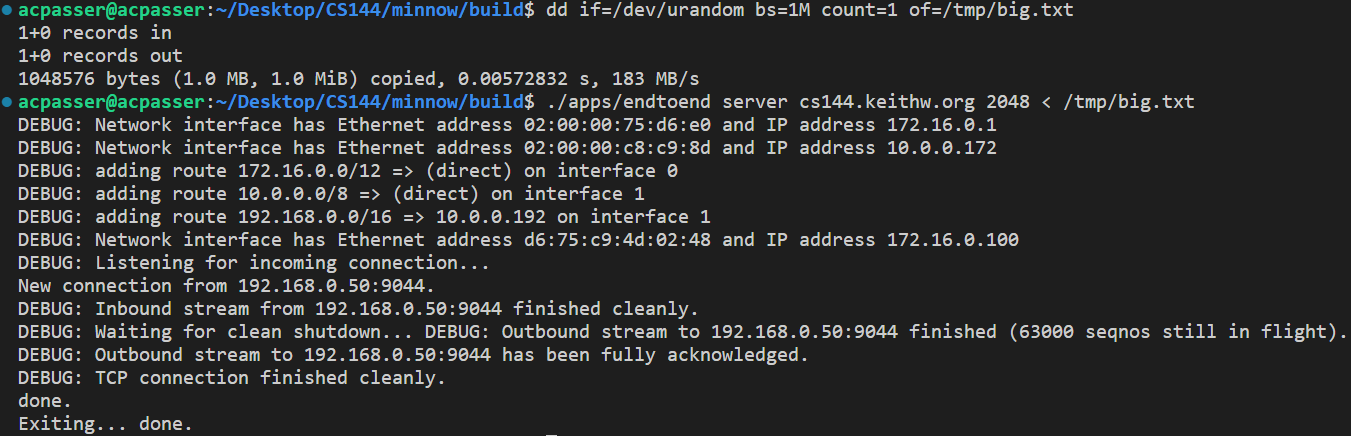 acpasser@acpasser:~/Desktop/CS144/minnow/build$ dd if=/dev/urandom bs=1M count=1 of=/tmp/big.txt
1+0 records in
1+0 records out
1048576 bytes (1.0 MB, 1.0 MiB) copied, 0.00572832 s, 183 MB/s
acpasser@acpasser:~/Desktop/CS144/minnow/build$ ./apps/endtoend server cs144.keithw.org 2048 < /tmp/big.txt
DEBUG: Network interface has Ethernet address 02:00:00:75:d6:e0 and IP address 172.16.0.1
DEBUG: Network interface has Ethernet address 02:00:00:c8:c9:8d and IP address 10.0.0.172
DEBUG: adding route 172.16.0.0/12 => (direct) on interface 0
DEBUG: adding route 10.0.0.0/8 => (direct) on interface 1
DEBUG: adding route 192.168.0.0/16 => 10.0.0.192 on interface 1
DEBUG: Network interface has Ethernet address d6:75:c9:4d:02:48 and IP address 172.16.0.100
DEBUG: Listening for incoming connection...
New connection from 192.168.0.50:9044.
DEBUG: Inbound stream from 192.168.0.50:9044 finished cleanly.
DEBUG: Waiting for clean shutdown... DEBUG: Outbound stream to 192.168.0.50:9044 finished (63000 seqnos still in flight).
DEBUG: Outbound stream to 192.168.0.50:9044 has been fully acknowledged.
DEBUG: TCP connection finished cleanly.
done.
Exiting... done.